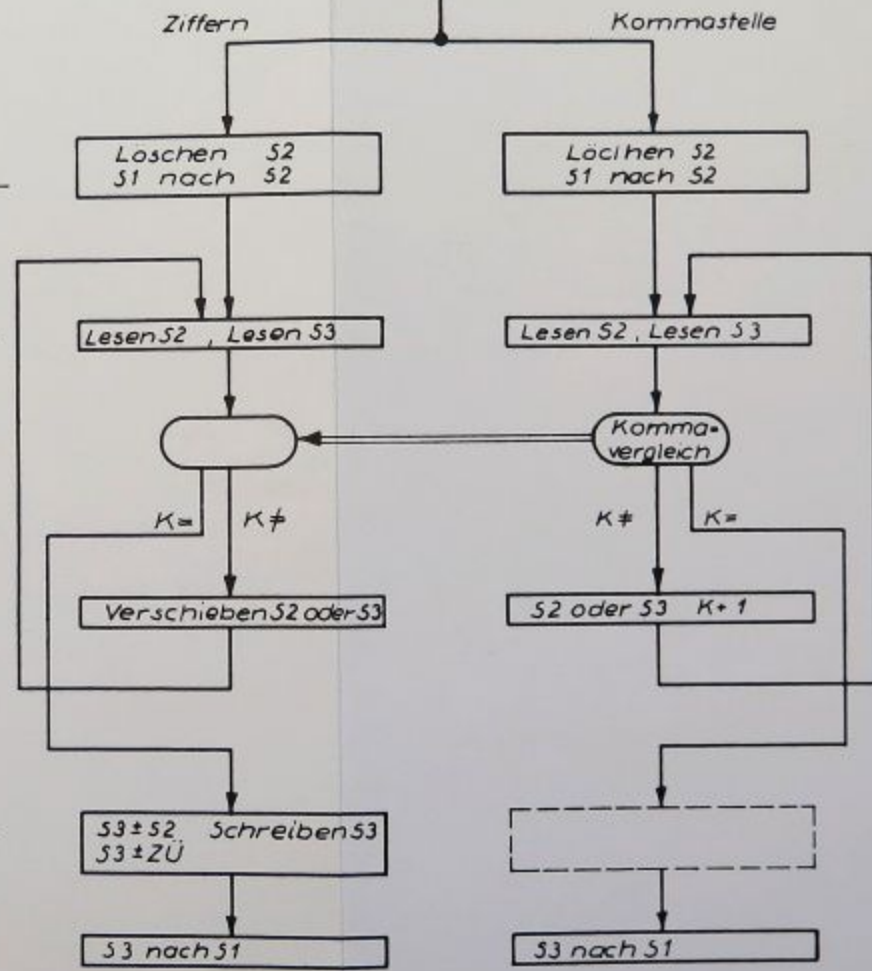 Ziffern
Kommastelle
Löschen S2
S1 nach S2
Löclhen S2
S1 nach S2
Lesen S2 , Lesen S3
Lesen S2 , Lesen S3
Komma-
vergleich
K=
K≠
K≠
K=
Verschieben S2 oder S3
S2 oder S3 K+1
S3±S2 Schreiben S3
S3±ZÜ
S3 nach S1
S3 nach S1